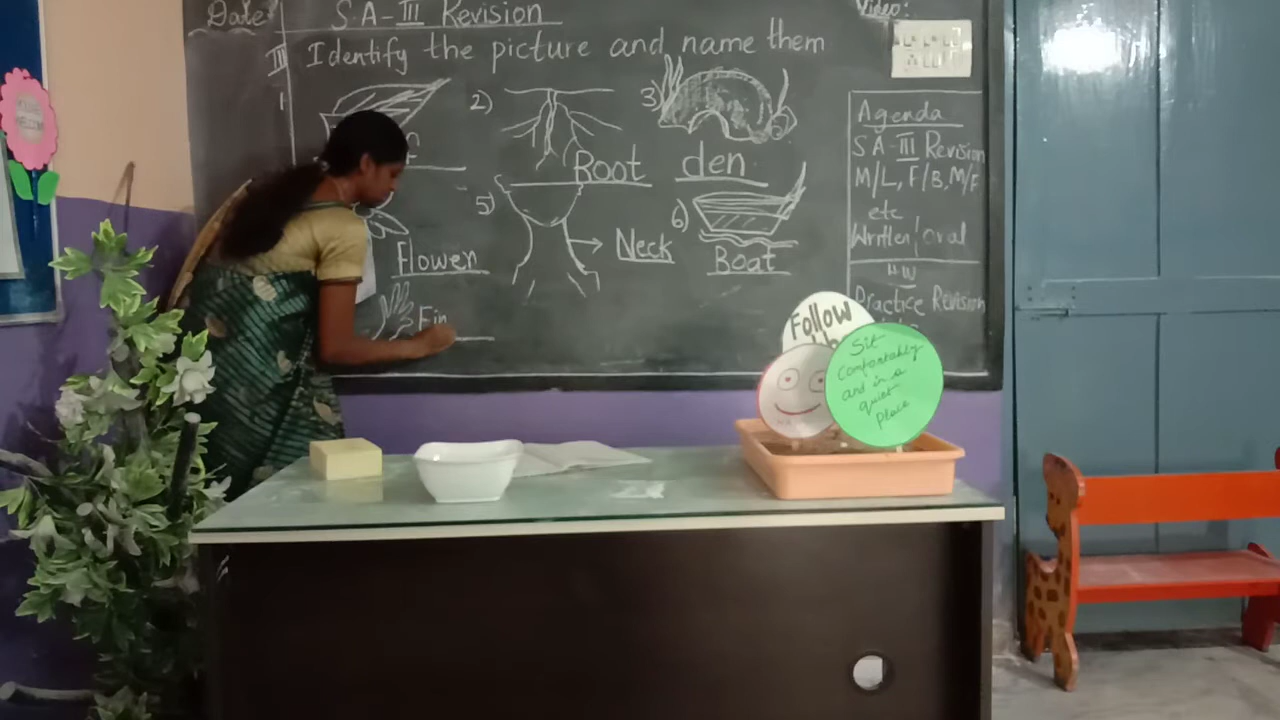 Date:
SA-III Revision
Video:
III Identify the picture and name them
1
2)
3)
Root
den
5)
6)
Flower
Neck
Boat
Fin
Agenda
SA-III Revision
M/L, F/B, M/F
etc
Written/oral
HW
Practice Revision
Follow
Sit
comfortably
and in a
quiet
place